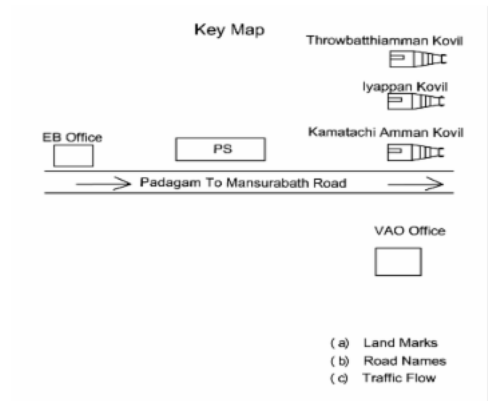 Key Map
Throwbatthiamman Kovil
Iyappan Kovil
Kamatachi Amman Kovil
EB Office
PS
Padagam To Mansurabath Road
VAO Office
( a) Land Marks
( b) Road Names
( c) Traffic Flow